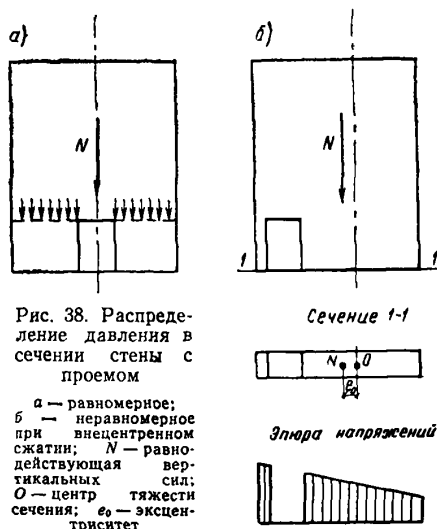 а)
б)
N
N
1
1
Рис. 38. Распреде-
ление давления в
сечении стены с
проемом
а — равномерное;
б — неравномерное
при внецентренном
сжатии; N — равно-
действующая вер-
тикальных сил;
О — центр тяжести
сечения; e₀ — эксцен-
триситет
Сечение 1-1
N
О
e₀
Эпюра напряжений